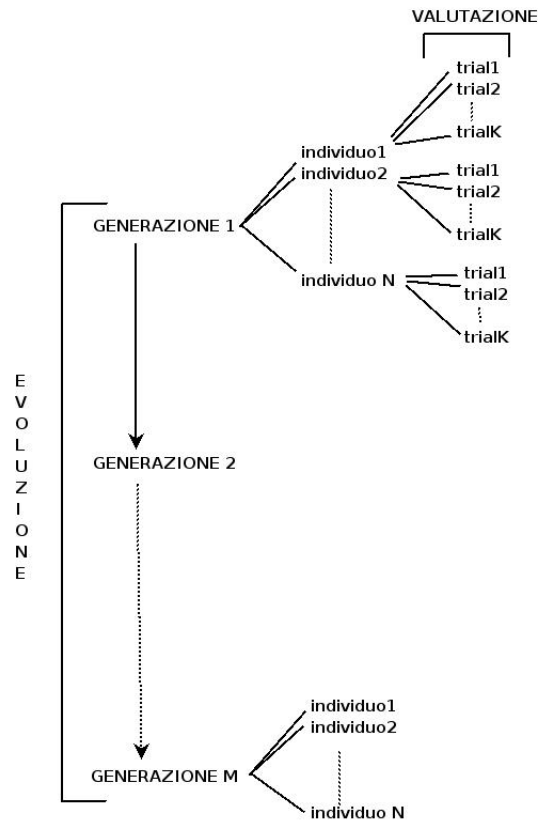 VALUTAZIONE
trial1
trial2
trialK
individuo1
individuo2
trial1
trial2
trialK
GENERAZIONE 1
individuo N
trial1
trial2
trialK
EVOLUZIONE
GENERAZIONE 2
individuo1
individuo2
GENERAZIONE M
individuo N